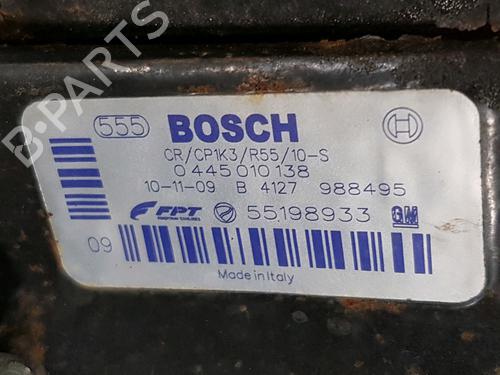 B-PARTS
555 BOSCH
CR/CP1K3/R55/10-S
0 445 010 138
10-11-09 B 4127 988495
FPT 55198933 GM
09
Made in Italy